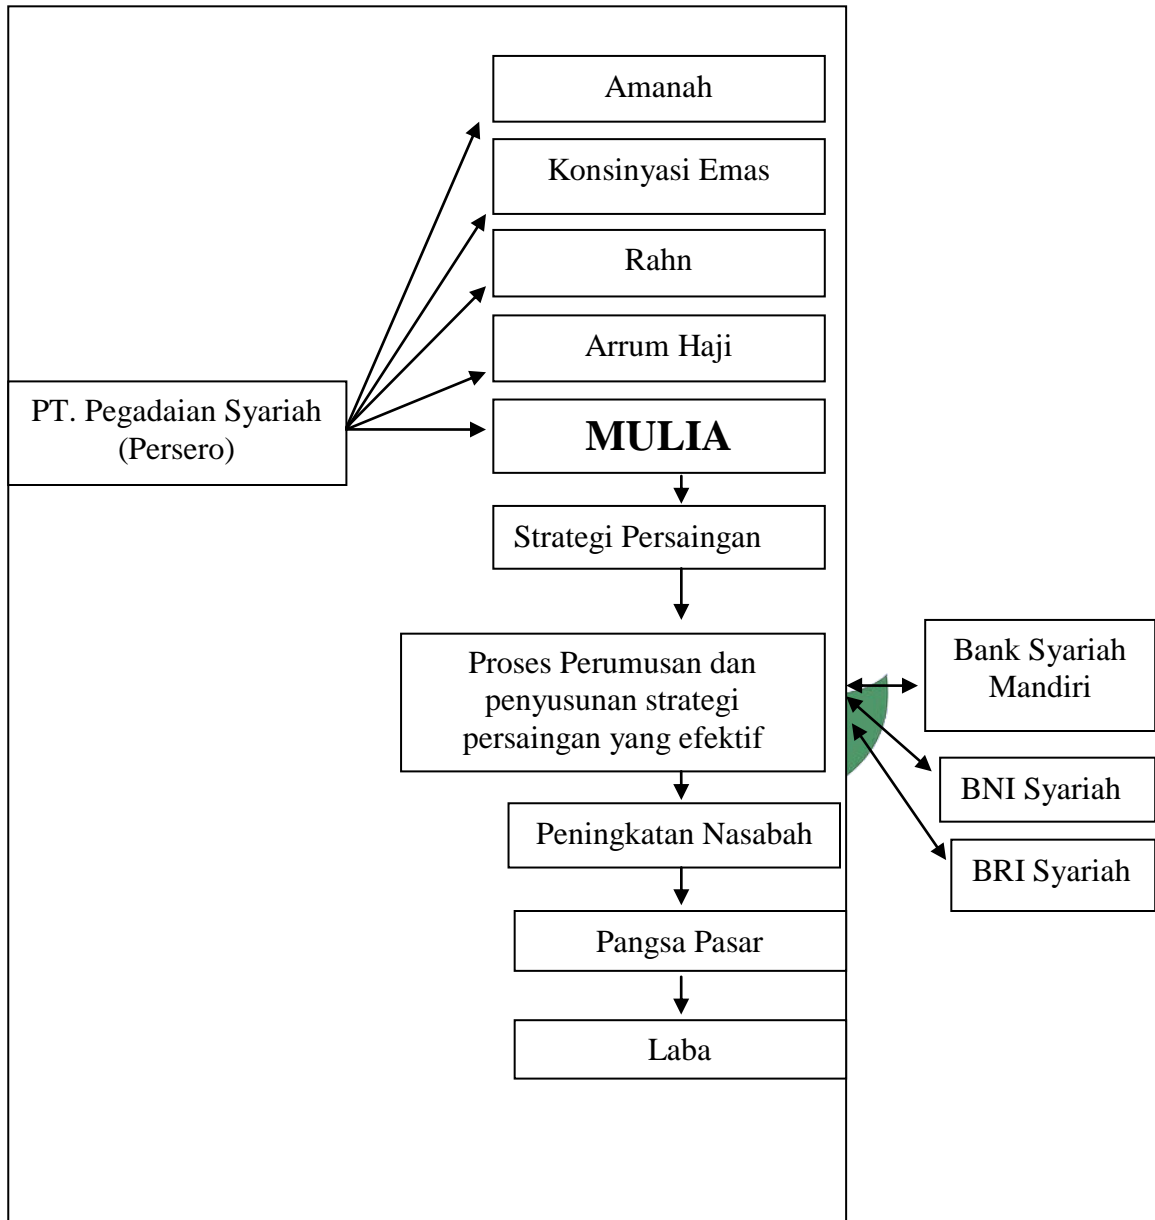 Amanah
Konsinyasi Emas
Rahn
Arrum Haji
PT. Pegadaian Syariah
(Persero)
MULIA
Strategi Persaingan
Proses Perumusan dan
penyusunan strategi
persaingan yang efektif
Bank Syariah
Mandiri
BNI Syariah
Peningkatan Nasabah
BRI Syariah
Pangsa Pasar
Laba